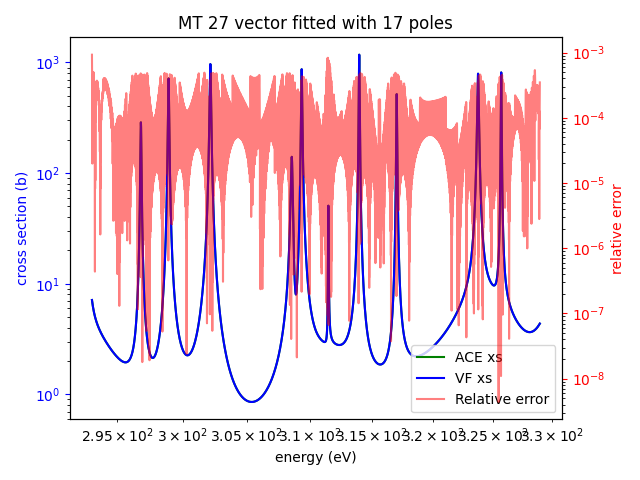 MT 27 vector fitted with 17 poles
10³
10²
10¹
10⁰
cross section (b)
10⁻³
10⁻⁴
10⁻⁵
10⁻⁶
10⁻⁷
10⁻⁸
relative error
ACE xs
VF xs
Relative error
2.95 × 10² 3 × 10² 3.05 × 10² 3.1 × 10² 3.15 × 10² 3.2 × 10² 3.25 × 10² 3.3 × 10²
energy (eV)